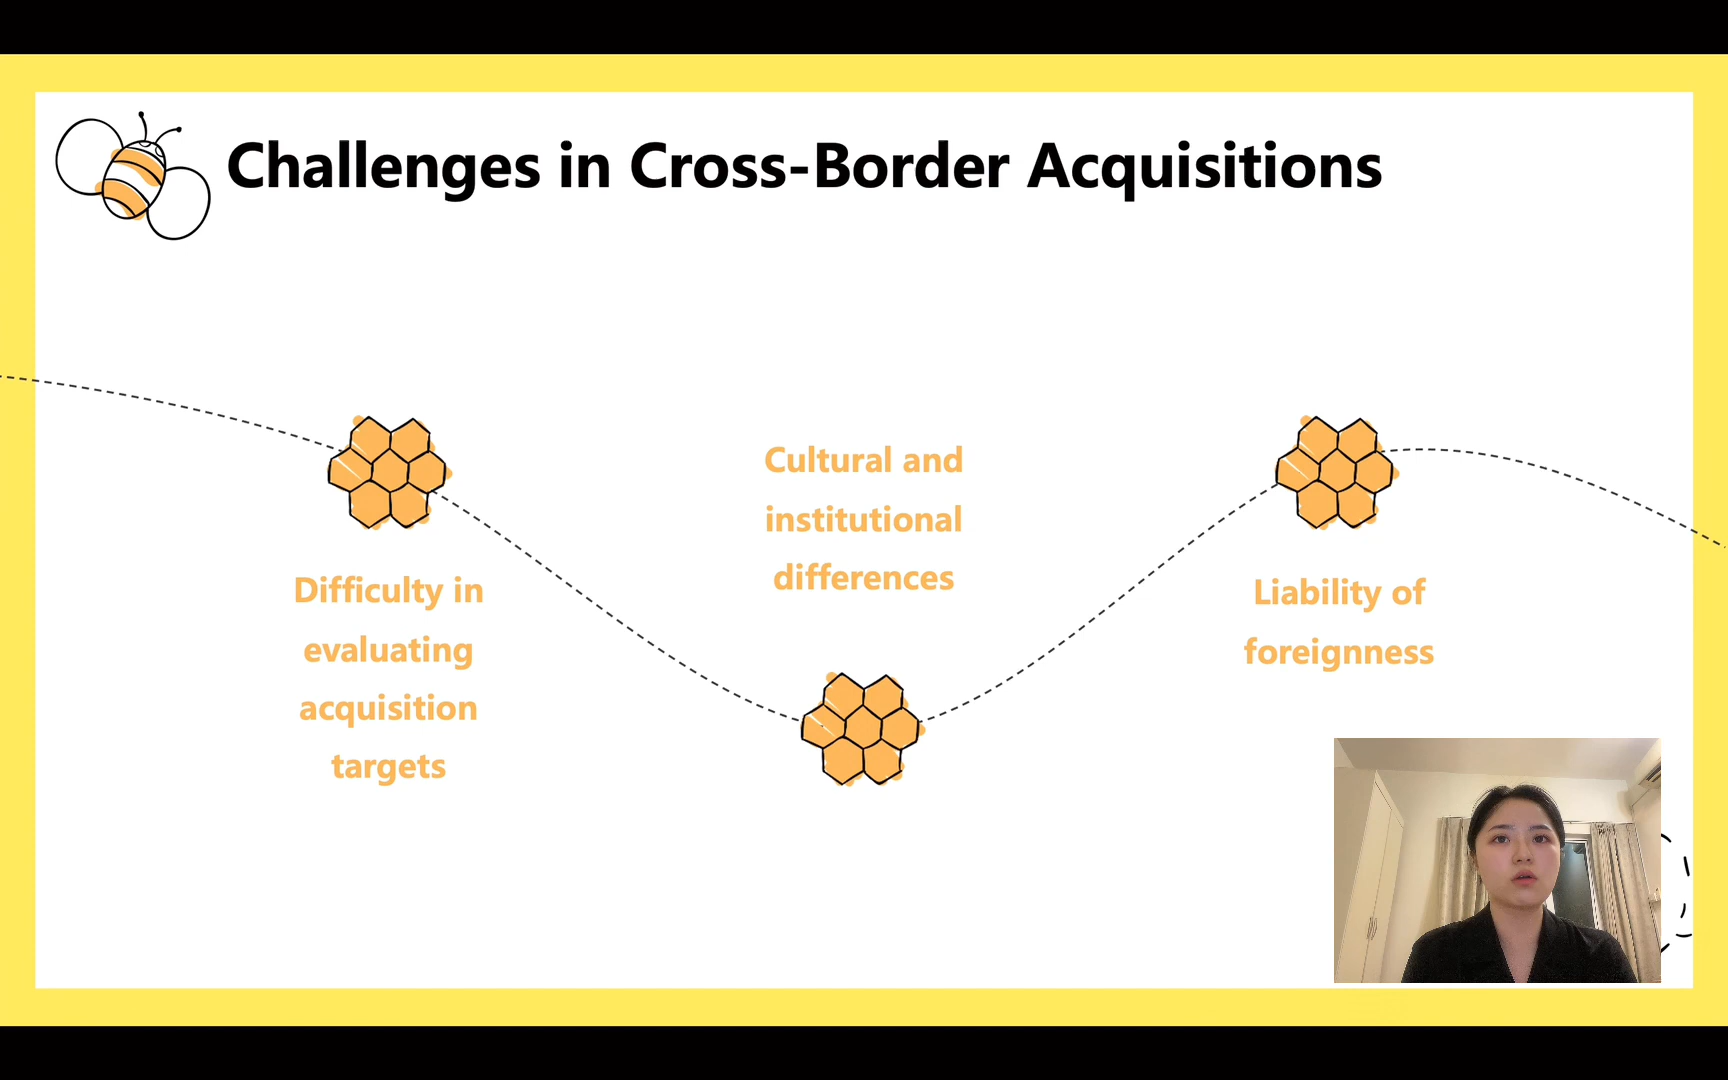 Challenges in Cross-Border Acquisitions
Difficulty in
evaluating
acquisition
targets
Cultural and
institutional
differences
Liability of
foreignness